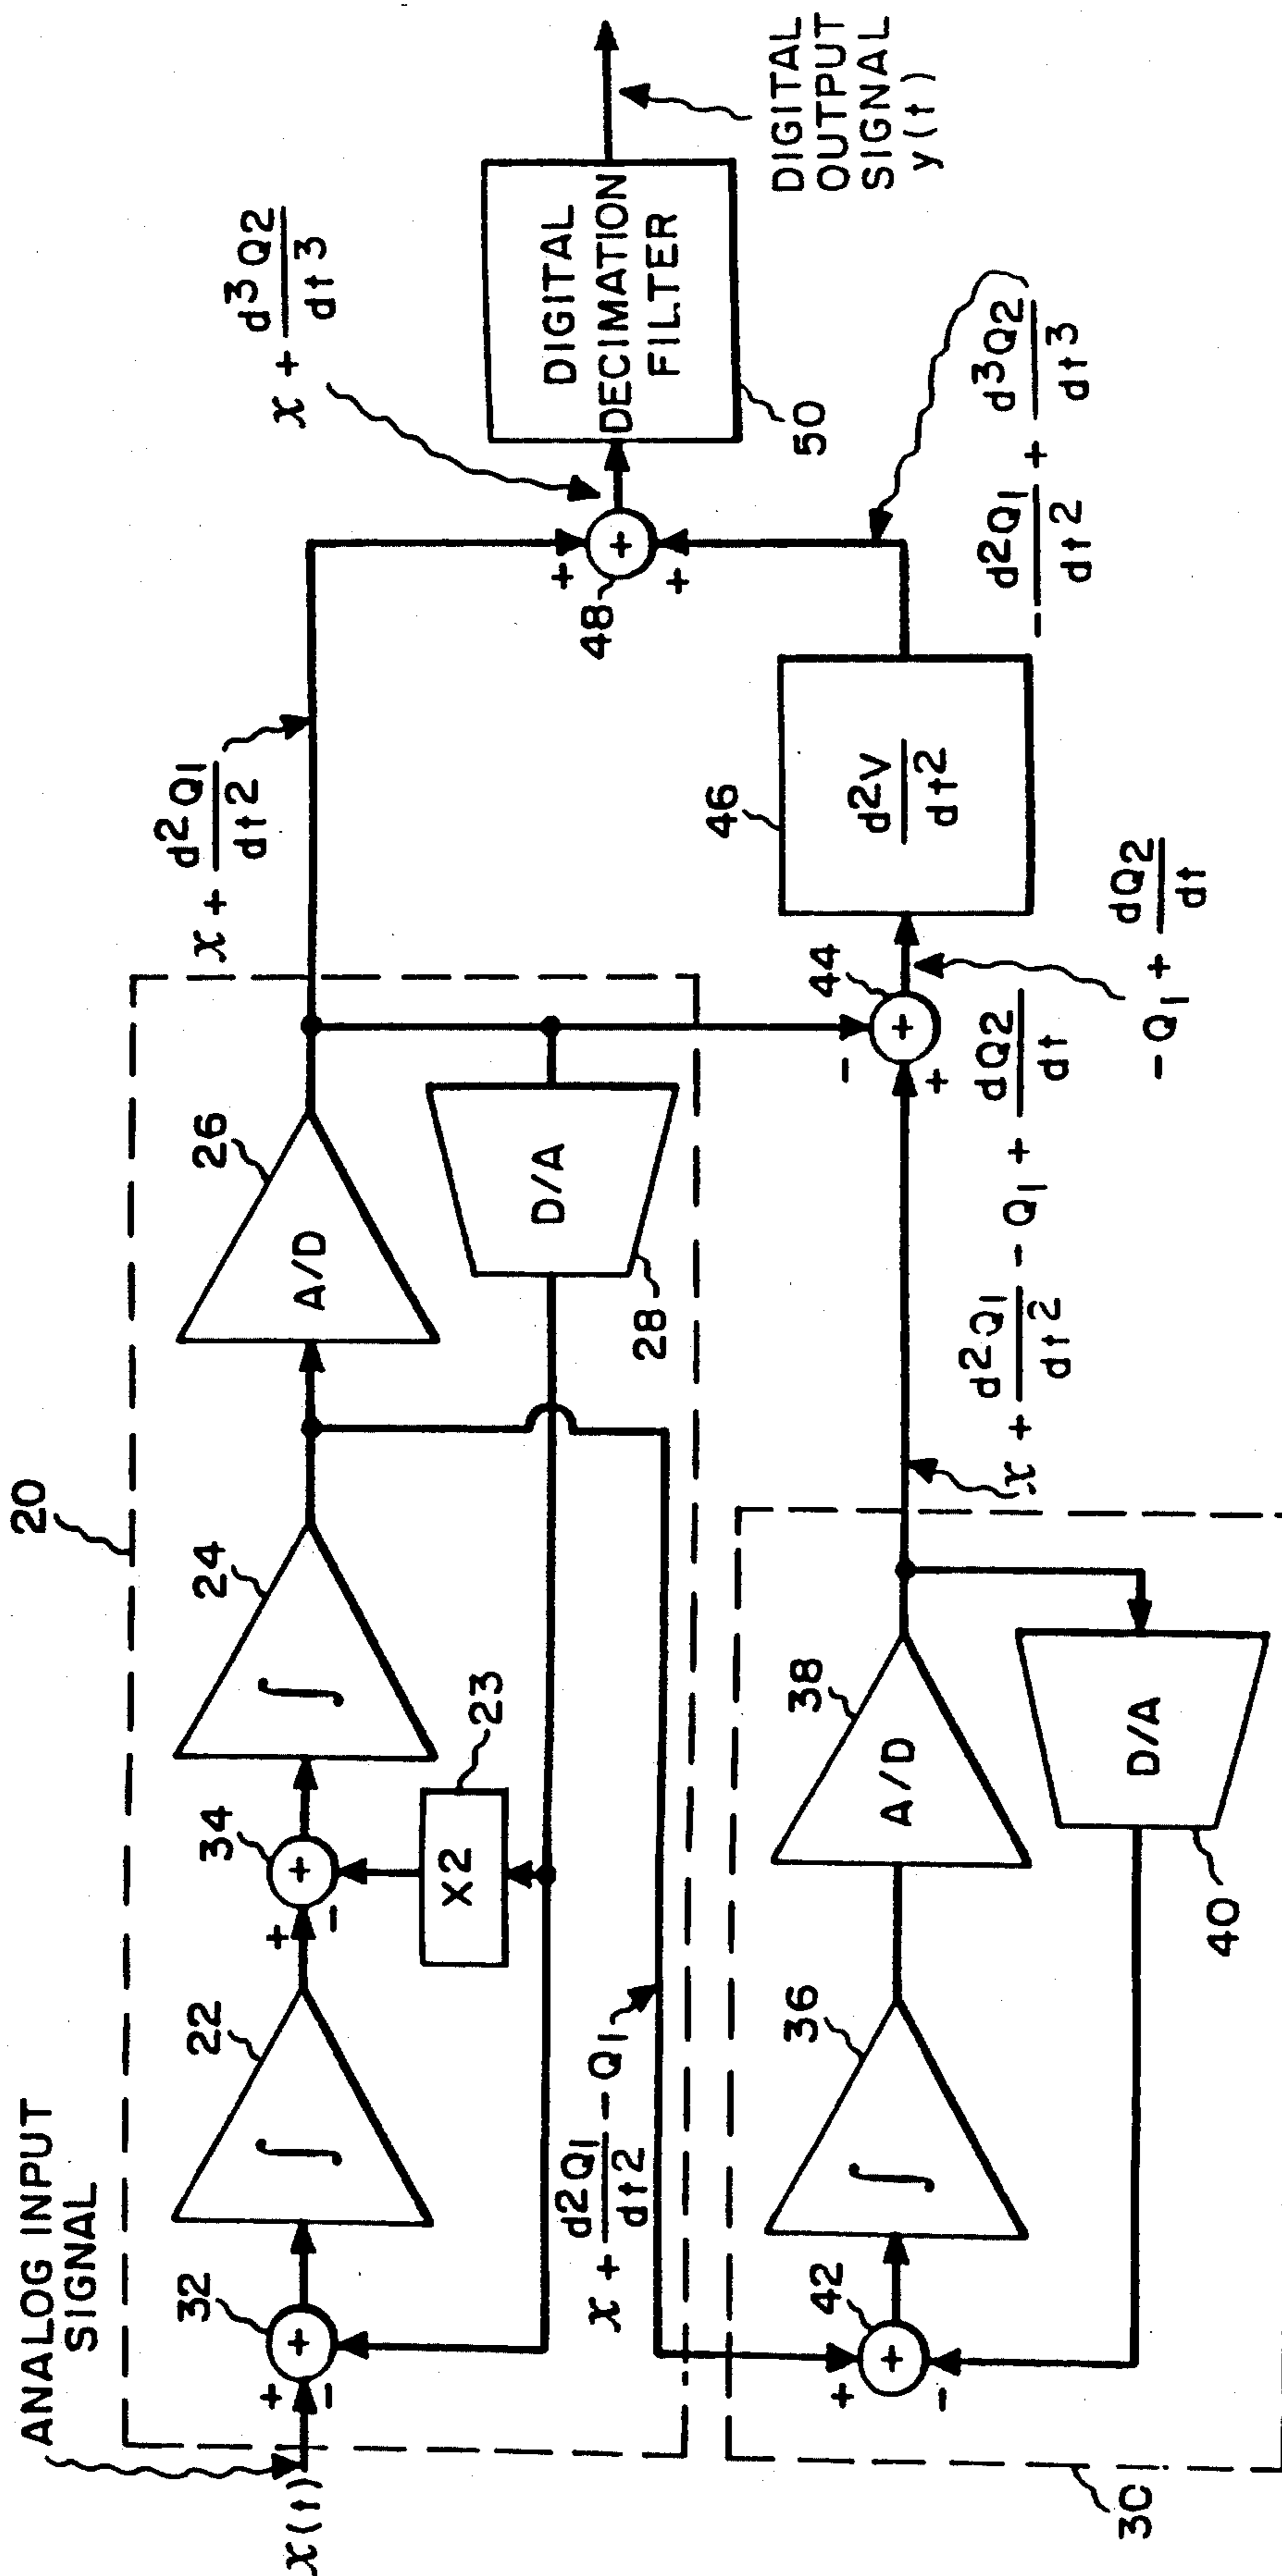 ANALOG INPUT
SIGNAL
x(t)
+
-
32
+
22
∫
+
-
34
+
X2
23
24
∫
20
26
A/D
D/A
28
x + d²Q1/dt²
x + d²Q1/dt² - Q1
30
+
-
42
+
36
∫
38
A/D
D/A
40
x + d²Q1/dt² - Q1 + dQ2/dt
-
+
44
+
-Q1 + dQ2/dt
46
d²V/dt²
-d²Q1/dt² + d³Q2/dt³
+
+
48
+
x + d³Q2/dt³
DIGITAL
DECIMATION
FILTER
50
DIGITAL
OUTPUT
SIGNAL
y(t)